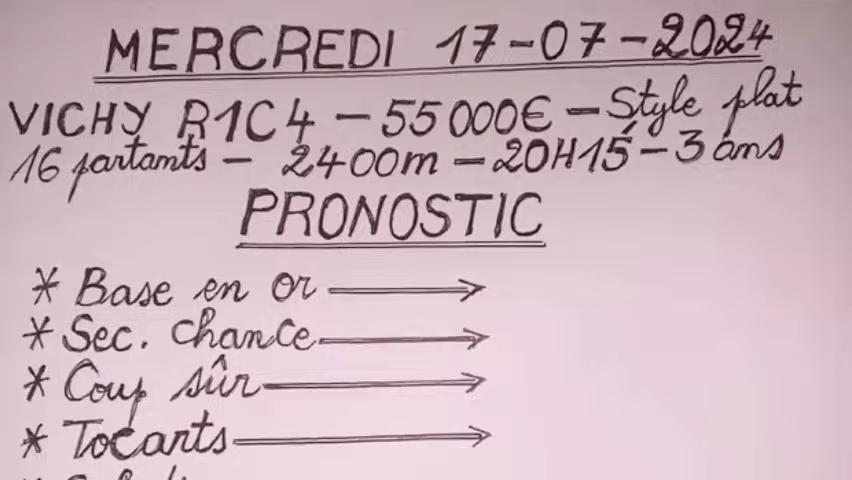 MERCREDI 17-07-2024
VICHY R1C4 - 55 000€ - Style plat
16 partants - 2400m - 20H15 - 3 ans
PRONOSTIC
* Base en or
* Sec. chance
* Coup sûr
* Tocarts